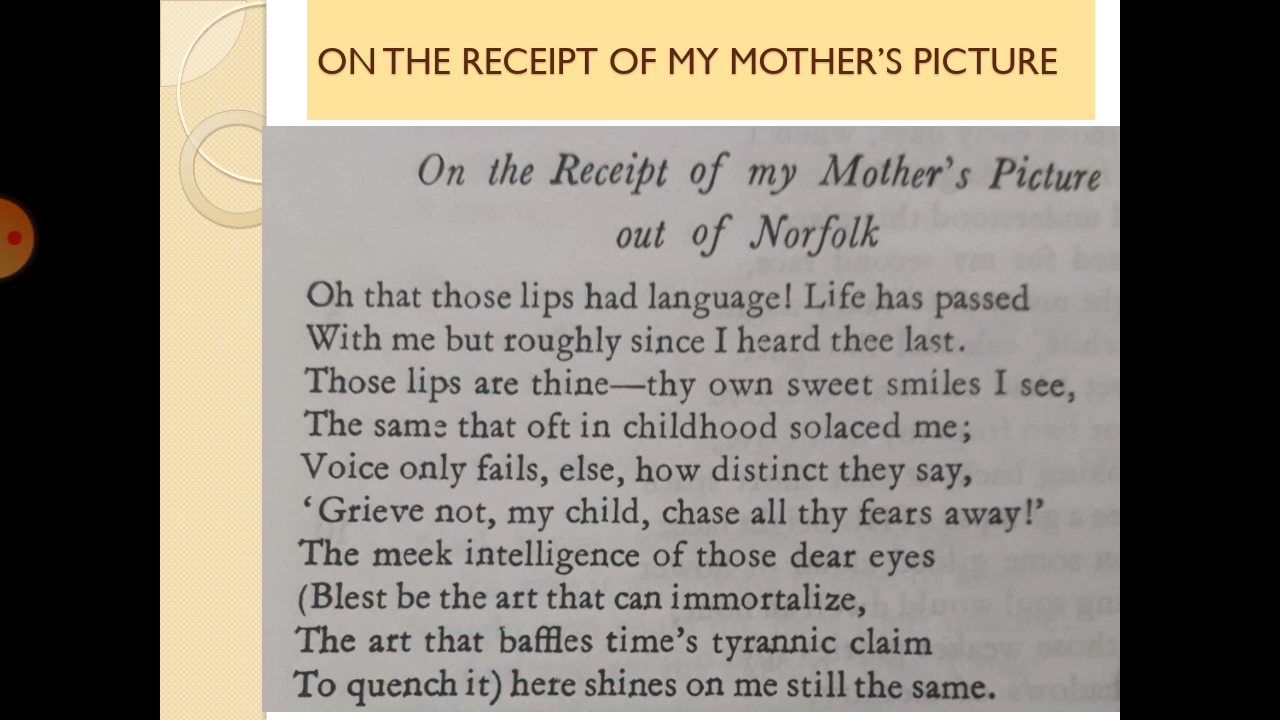 ON THE RECEIPT OF MY MOTHER’S PICTURE
On the Receipt of my Mother’s Picture
out of Norfolk
Oh that those lips had language! Life has passed
With me but roughly since I heard thee last.
Those lips are thine—thy own sweet smiles I see,
The same that oft in childhood solaced me;
Voice only fails, else, how distinct they say,
‘Grieve not, my child, chase all thy fears away!’
The meek intelligence of those dear eyes
(Blest be the art that can immortalize,
The art that baffles time’s tyrannic claim
To quench it) here shines on me still the same.